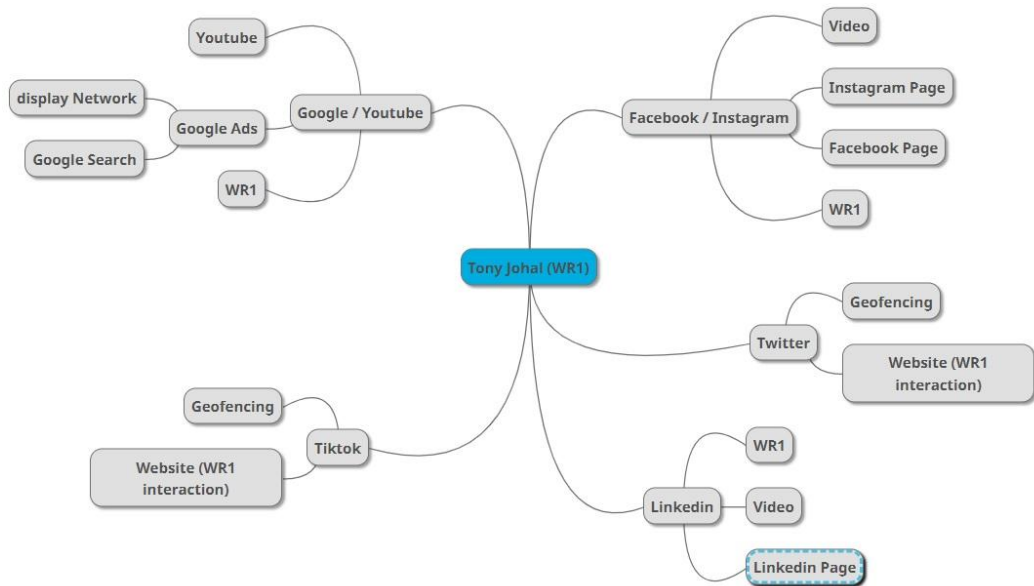 Tony Johal (WR1)
Google / Youtube
Youtube
Google Ads
display Network
Google Search
WR1
Facebook / Instagram
Video
Instagram Page
Facebook Page
WR1
Twitter
Geofencing
Website (WR1
interaction)
Linkedin
WR1
Video
Linkedin Page
Tiktok
Geofencing
Website (WR1
interaction)